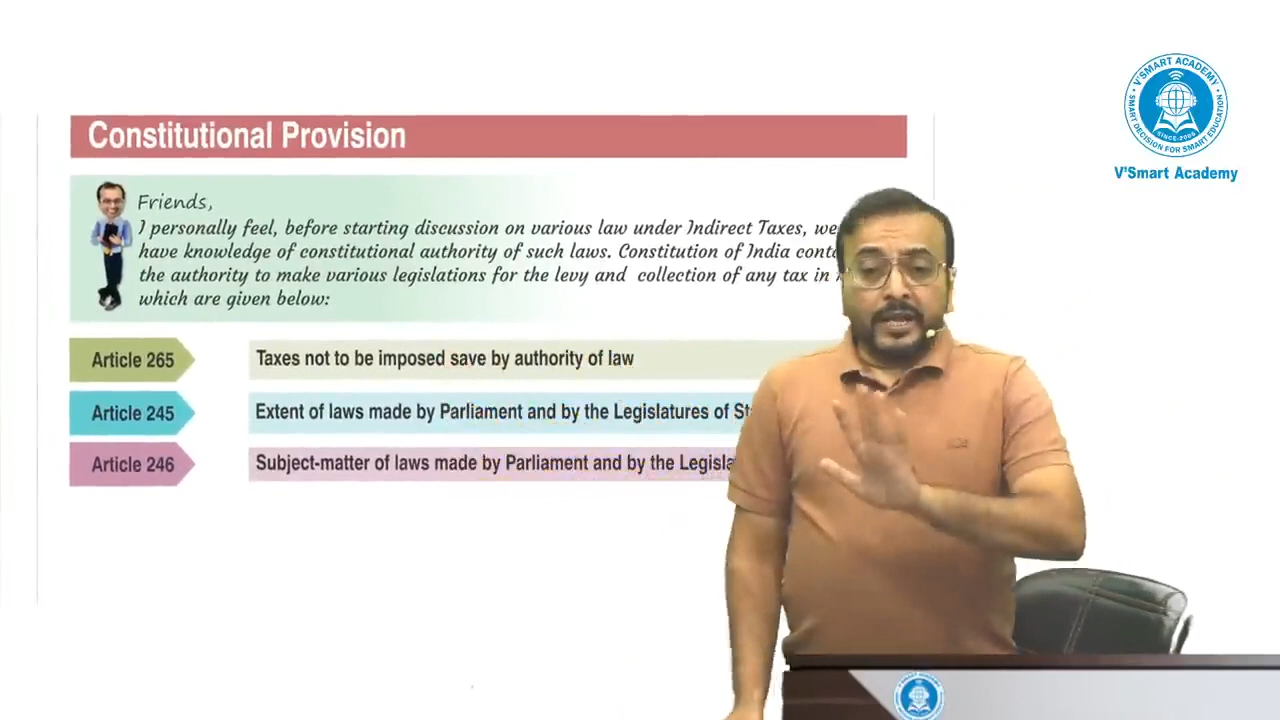 V'SMART ACADEMY
SMART DECISION FOR SMART EDUCATION
SINCE-2006
V'Smart Academy
Constitutional Provision
Friends,
I personally feel, before starting discussion on various law under Indirect Taxes, we
have knowledge of constitutional authority of such laws. Constitution of India
the authority to make various legislations for the levy and collection of any tax in
which are given below:
Article 265 Taxes not to be imposed save by authority of law
Article 245 Extent of laws made by Parliament and by the Legislatures of
Article 246 Subject-matter of laws made by Parliament and by the